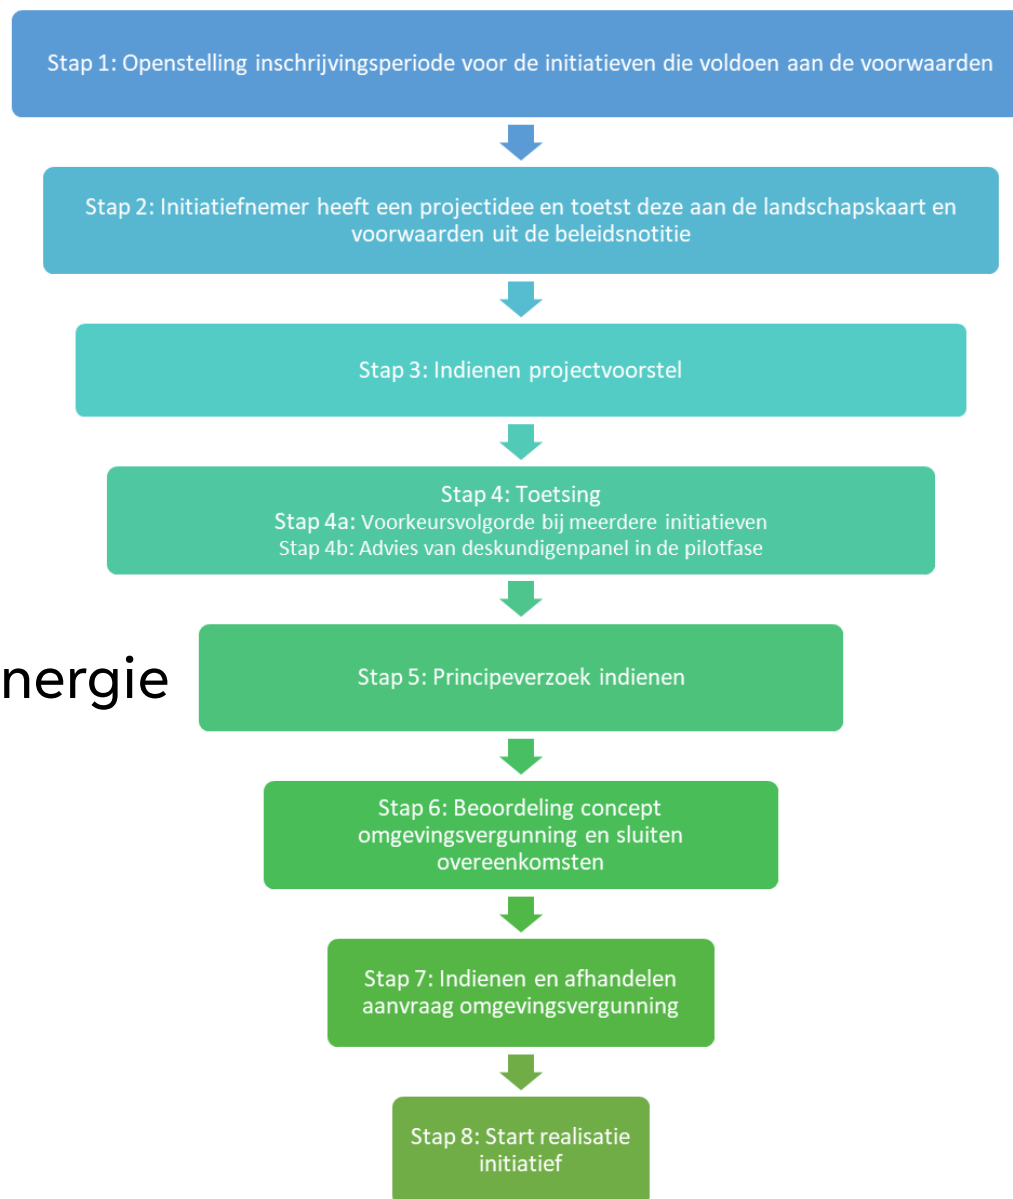 Stap 1: Openstelling inschrijvingsperiode voor de initiatieven die voldoen aan de voorwaarden
Stap 2: Initiatiefnemer heeft een projectidee en toetst deze aan de landschapskaart en
voorwaarden uit de beleidsnotitie
Stap 3: Indienen projectvoorstel
Stap 4: Toetsing
Stap 4a: Voorkeursvolgorde bij meerdere initiatieven
Stap 4b: Advies van deskundigenpanel in de pilotfase
nergie
Stap 5: Principeverzoek indienen
Stap 6: Beoordeling concept
omgevingsvergunning en sluiten
overeenkomsten
Stap 7: Indienen en afhandelen
aanvraag omgevingsvergunning
Stap 8: Start realisatie
initiatief